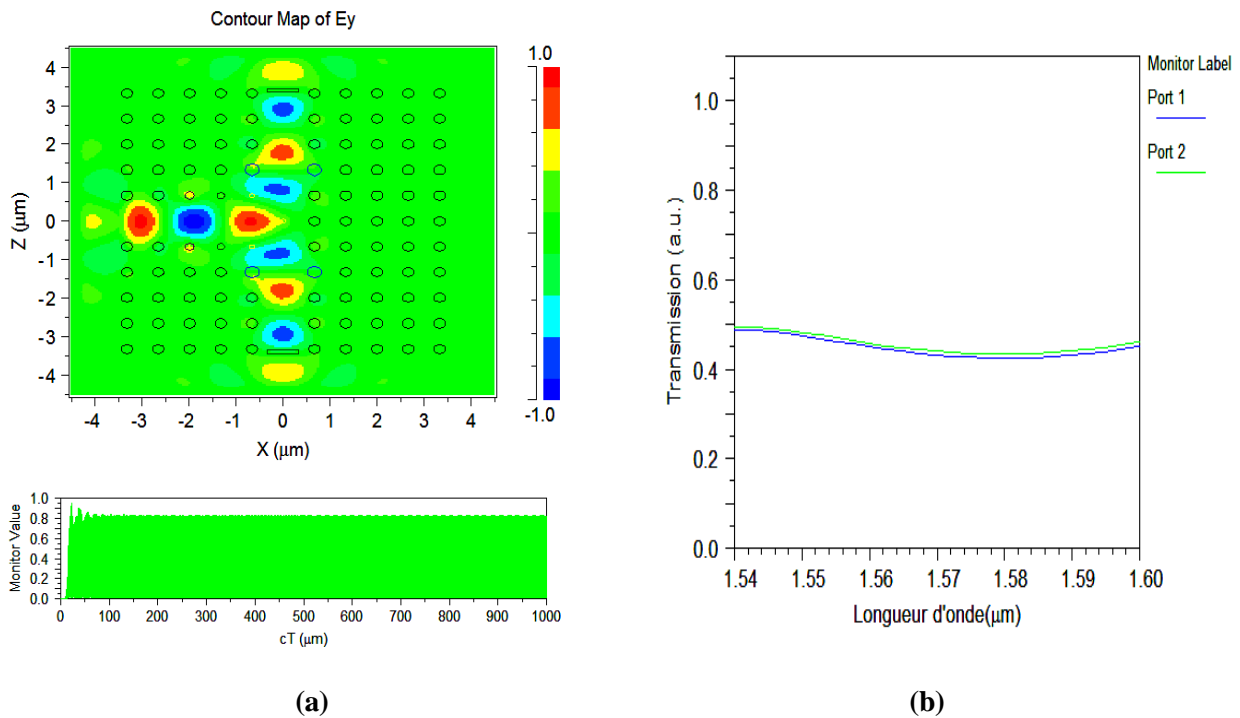 Contour Map of Ey
1.0
-1.0
4
3
2
1
0
-1
-2
-3
-4
Z (μm)
-4 -3 -2 -1 0 1 2 3 4
X (μm)
1.0
0.8
0.6
0.4
0.2
0.0
Monitor Value
0 100 200 300 400 500 600 700 800 900 1000
cT (μm)
(a)
Monitor Label
Port 1
Port 2
1.0
0.8
0.6
0.4
0.2
0.0
Transmission (a.u.)
1.54 1.55 1.56 1.57 1.58 1.59 1.60
Longueur d'onde(μm)
(b)